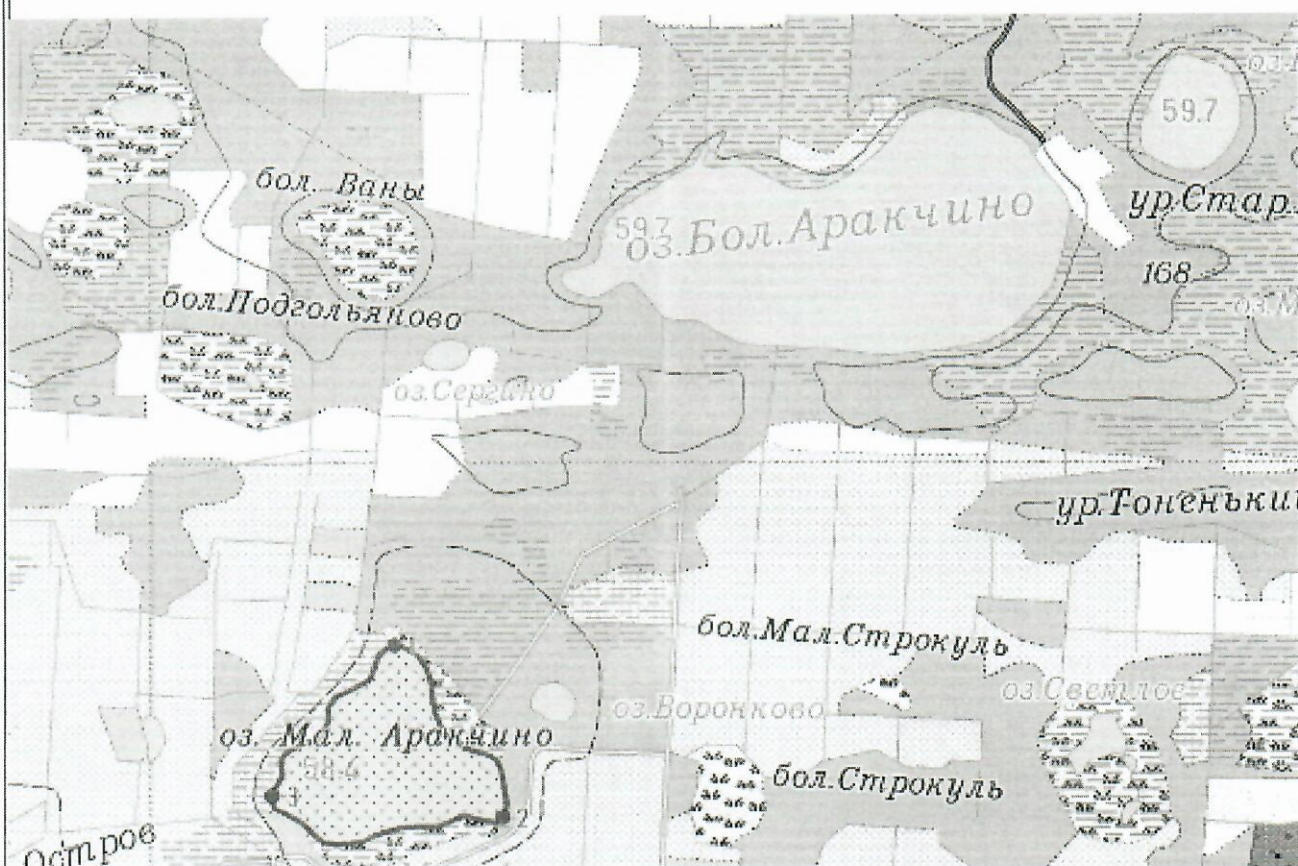 59.7
бол. Ваны
59.7
оз.Бол.Аракчино
ур.Стар.
168
бол.Подгольяново
оз.М
оз.Сергино
ур.Тоненький
бол.Мал.Строкуль
оз.Светлое
оз.Воронково
оз. Мал. Аракчино
58.4
бол.Строкуль
2
Остров